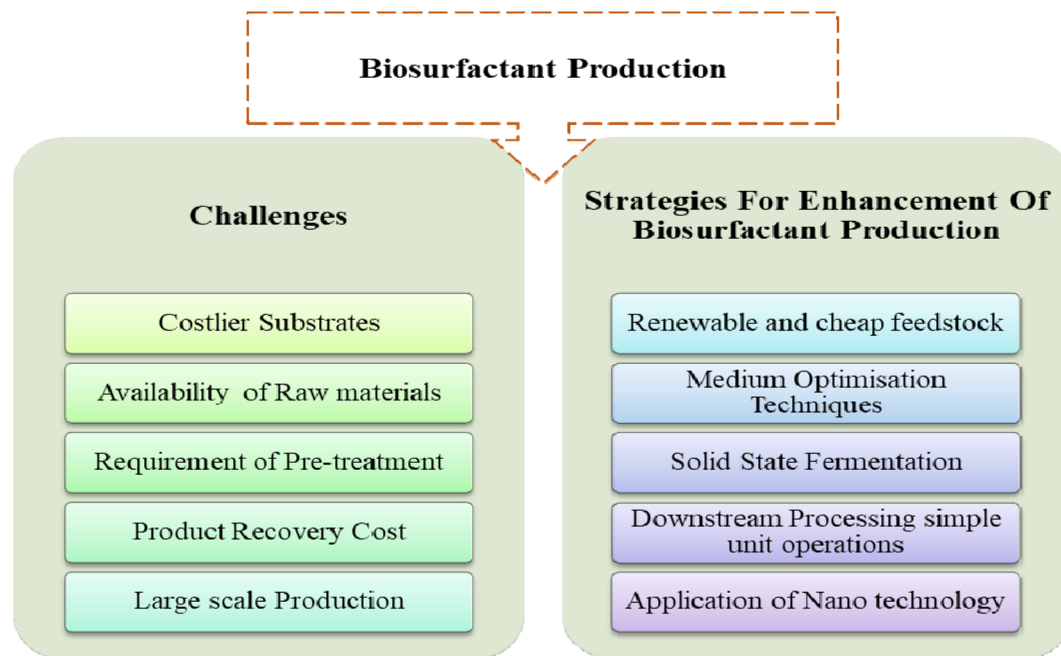 Biosurfactant Production
Challenges
Costlier Substrates
Availability of Raw materials
Requirement of Pre-treatment
Product Recovery Cost
Large scale Production
Strategies For Enhancement Of
Biosurfactant Production
Renewable and cheap feedstock
Medium Optimisation
Techniques
Solid State Fermentation
Downstream Processing simple
unit operations
Application of Nano technology